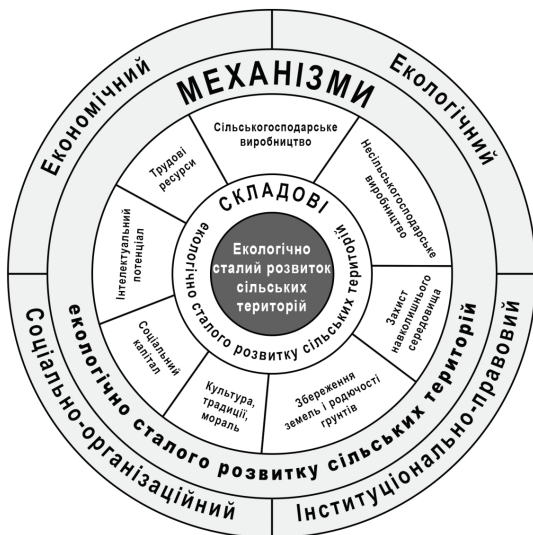 Економічний
Екологічний
МЕХАНІЗМИ
Сільськогосподарське
виробництво
Трудові
ресурси
Несільськогосподарське
виробництво
СКЛАДОВІ
Інтелектуальний
потенціал
Екологічно
сталий розвиток
сільських
територій
екологічно сталого розвитку сільських територій
Захист
навколишнього
середовища
Соціальний
капітал
Культура,
традиції,
мораль
Збереження
земель і родючості
ґрунтів
екологічно сталого розвитку сільських територій
Соціально-організаційний
Інституціонально-правовий